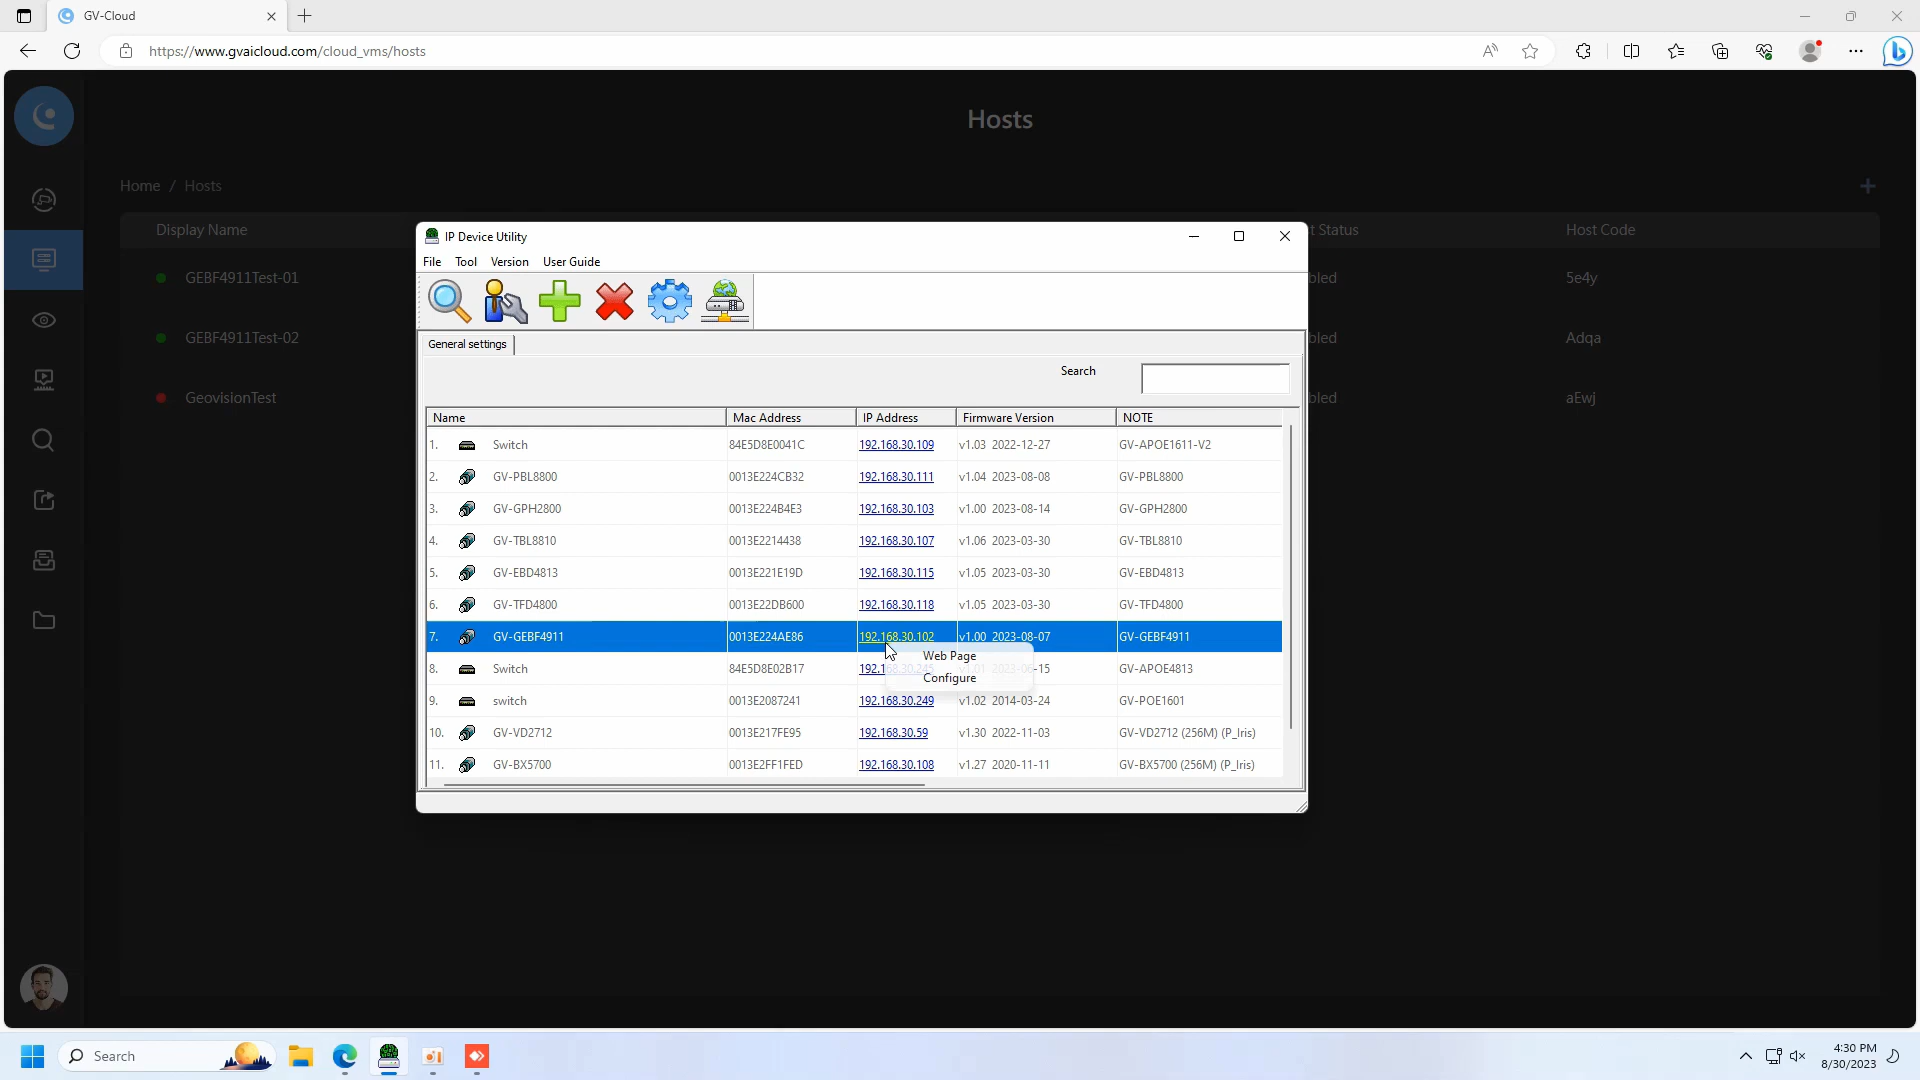 GV-Cloud
https://www.gvaicloud.com/cloud_vms/hosts
Hosts
Home / Hosts
Display Name
t Status
Host Code
GEBF4911Test-01
bled
5e4y
GEBF4911Test-02
bled
Adqa
GeovisionTest
bled
aEwj
IP Device Utility
File Tool Version User Guide
General settings
Search
Name Mac Address IP Address Firmware Version NOTE
1. Switch 84E5D8E0041C 192.168.30.109 v1.03 2022-12-27 GV-APOE1611-V2
2. GV-PBL8800 0013E224CB32 192.168.30.111 v1.04 2023-08-08 GV-PBL8800
3. GV-GPH2800 0013E224B4E3 192.168.30.103 v1.00 2023-08-14 GV-GPH2800
4. GV-TBL8810 0013E2214438 192.168.30.107 v1.06 2023-03-30 GV-TBL8810
5. GV-EBD4813 0013E221E19D 192.168.30.115 v1.05 2023-03-30 GV-EBD4813
6. GV-TFD4800 0013E22DB600 192.168.30.118 v1.05 2023-03-30 GV-TFD4800
7. GV-GEBF4911 0013E224AE86 192.168.30.102 v1.00 2023-08-07 GV-GEBF4911
Web Page
Configure
8. Switch 84E5D8E02B17 192.168.30.245 v1.01 2023-06-15 GV-APOE4813
9. switch 0013E2087241 192.168.30.249 v1.02 2014-03-24 GV-POE1601
10. GV-VD2712 0013E217FE95 192.168.30.59 v1.30 2022-11-03 GV-VD2712 (256M) (P_Iris)
11. GV-BX5700 0013E2FF1FED 192.168.30.108 v1.27 2020-11-11 GV-BX5700 (256M) (P_Iris)
Search
4:30 PM
8/30/2023